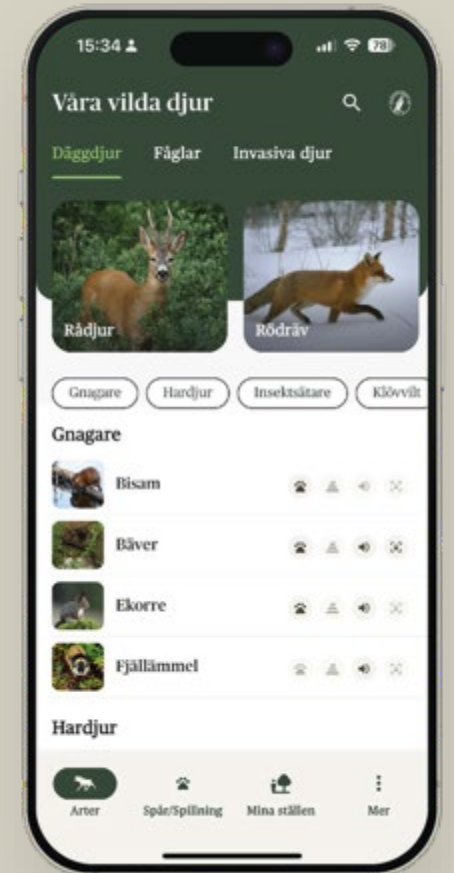 15:34
78
Våra vilda djur
Däggdjur Fåglar Invasiva djur
Rådjur Rödräv
Gnagare Hardjur Insektsätare Klövvilt
Gnagare
Bisam
Bäver
Ekorre
Fjällämmel
Hardjur
Arter Spår/Spillning Mina ställen Mer